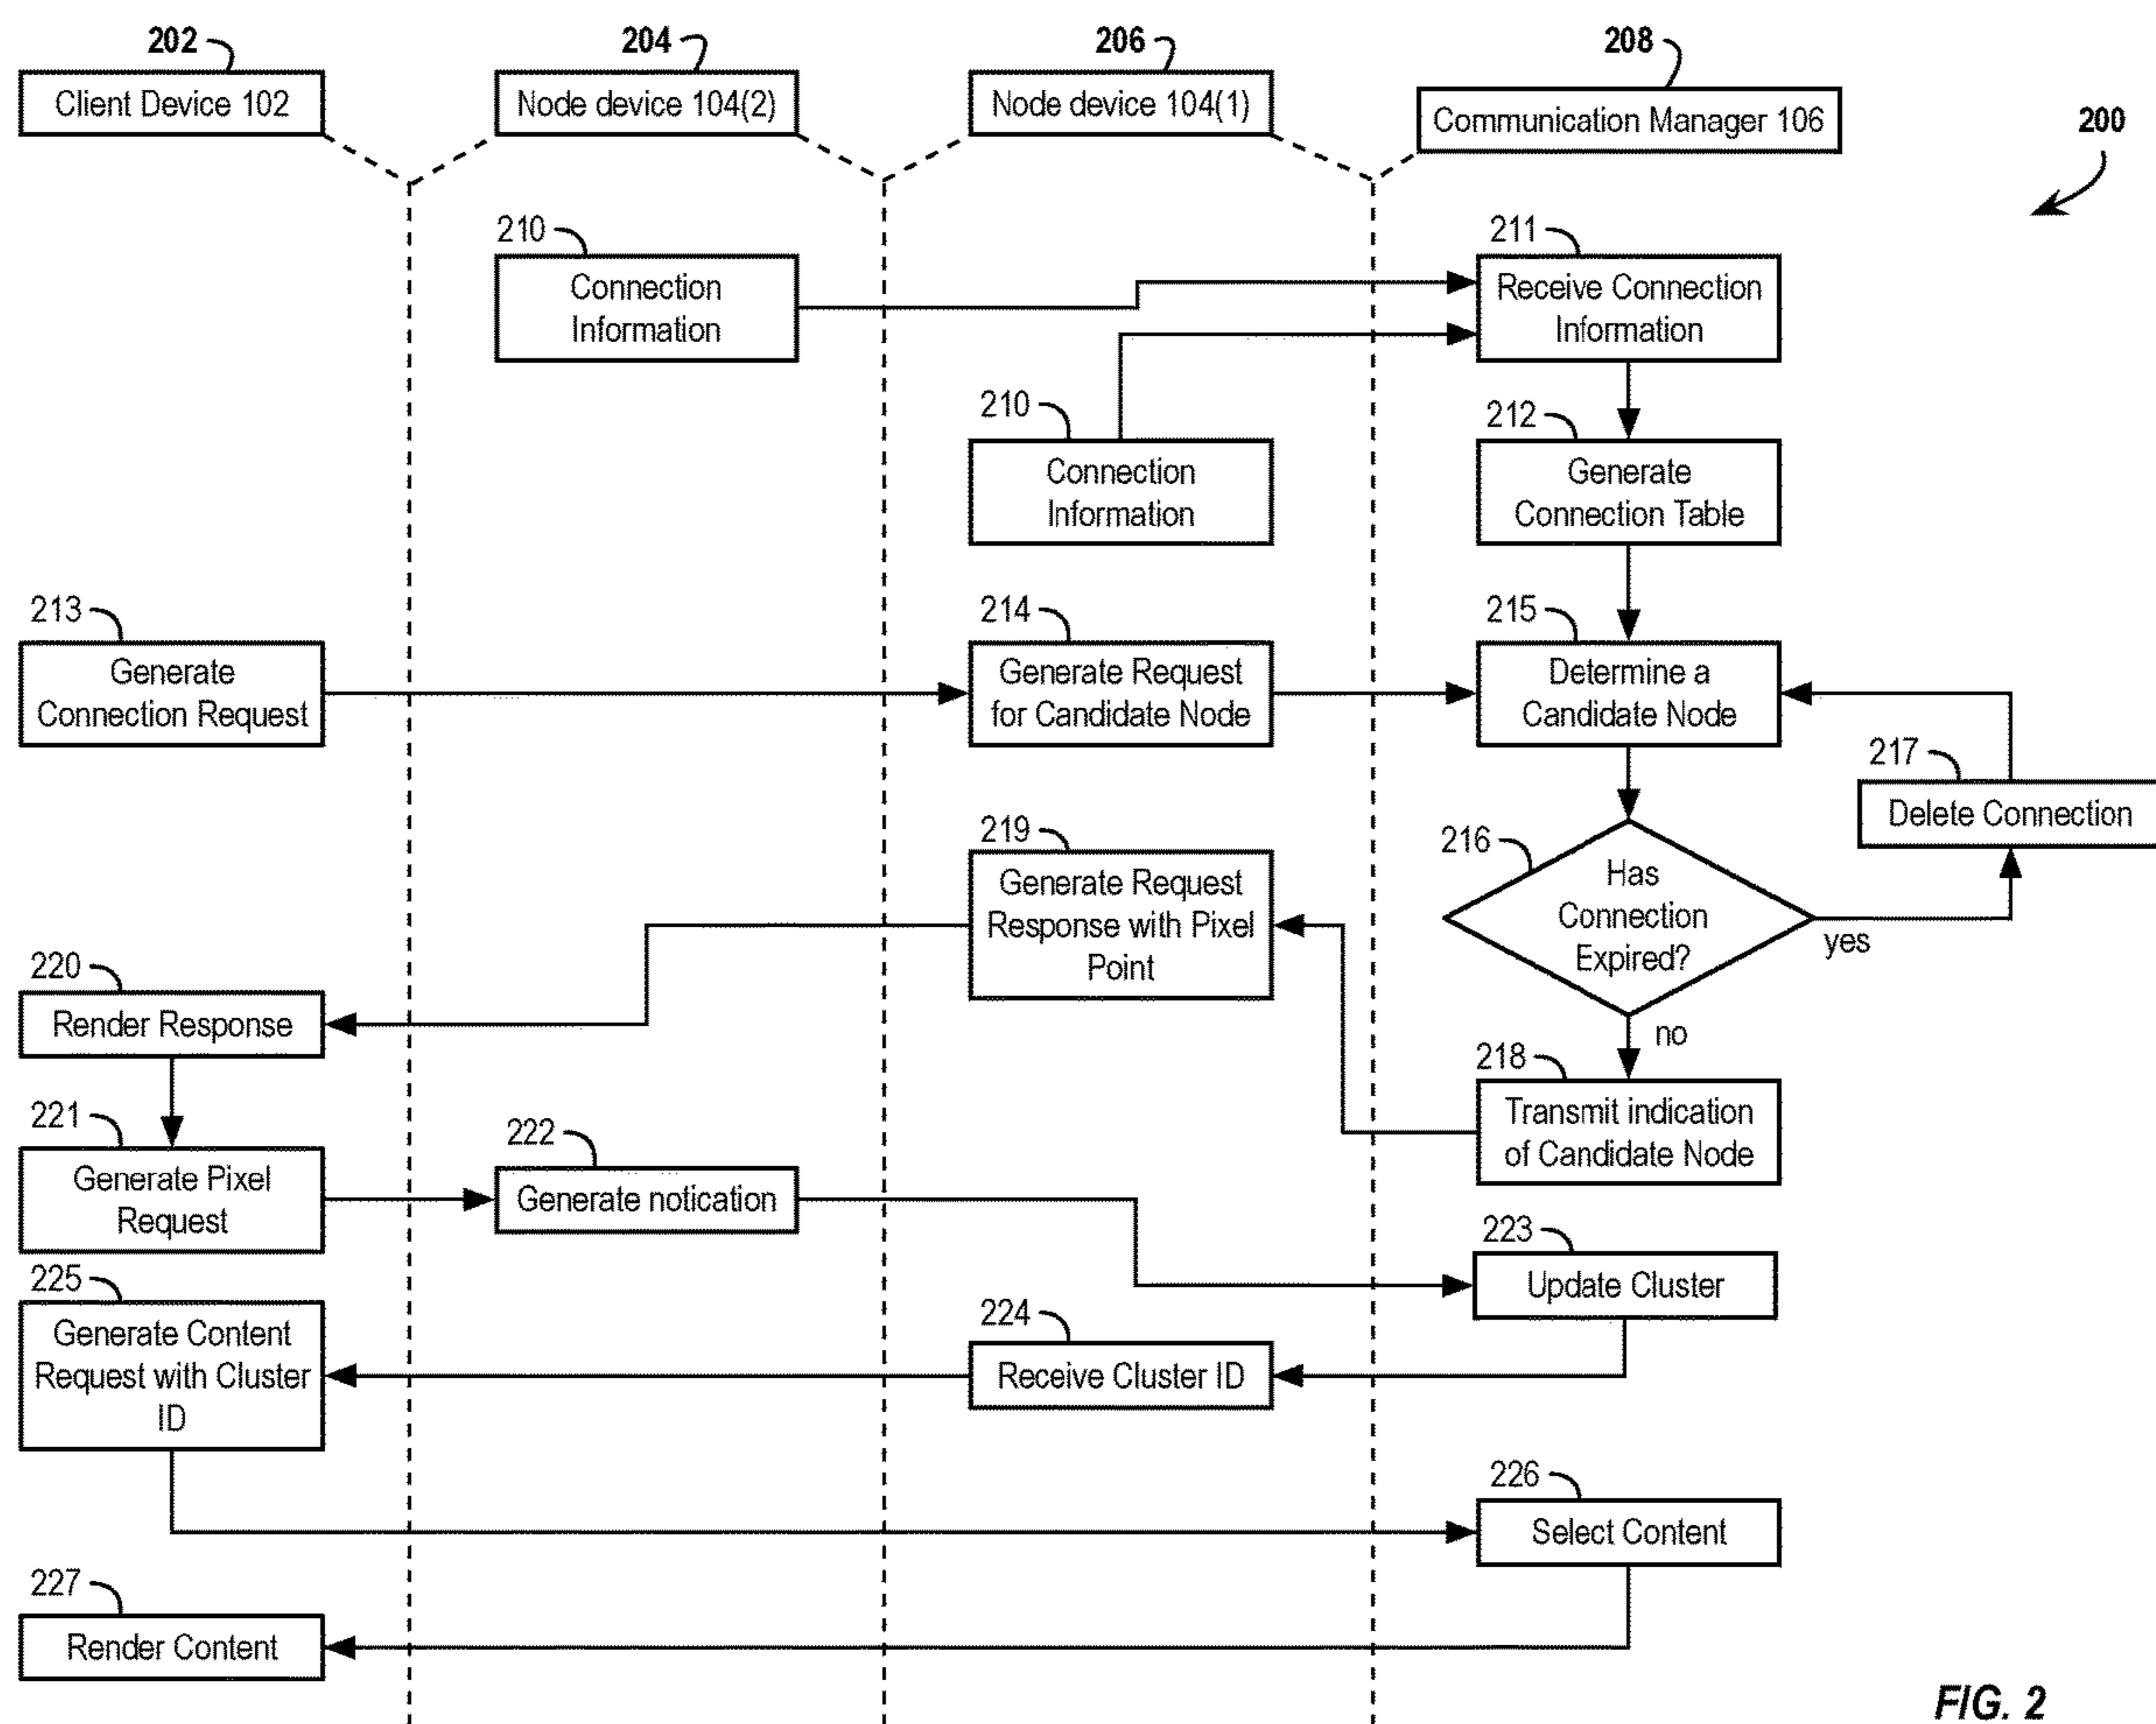 202
204
206
208
Client Device 102
Node device 104(2)
Node device 104(1)
Communication Manager 106
200
210
Connection
Information
211
Receive Connection
Information
210
Connection
Information
212
Generate
Connection Table
213
Generate
Connection Request
214
Generate Request
for Candidate Node
215
Determine a
Candidate Node
217
Delete Connection
216
Has
Connection
Expired?
yes
no
219
Generate Request
Response with Pixel
Point
220
Render Response
218
Transmit indication
of Candidate Node
221
Generate Pixel
Request
222
Generate notication
223
Update Cluster
225
Generate Content
Request with Cluster
ID
224
Receive Cluster ID
226
Select Content
227
Render Content
FIG. 2